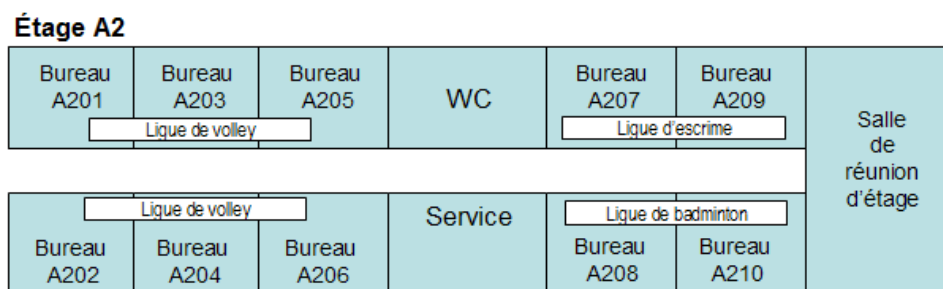 Étage A2
Bureau
A201
Bureau
A203
Bureau
A205
Ligue de volley
WC
Bureau
A207
Bureau
A209
Ligue d'escrime
Salle
de
réunion
d'étage
Ligue de volley
Bureau
A202
Bureau
A204
Bureau
A206
Service
Ligue de badminton
Bureau
A208
Bureau
A210